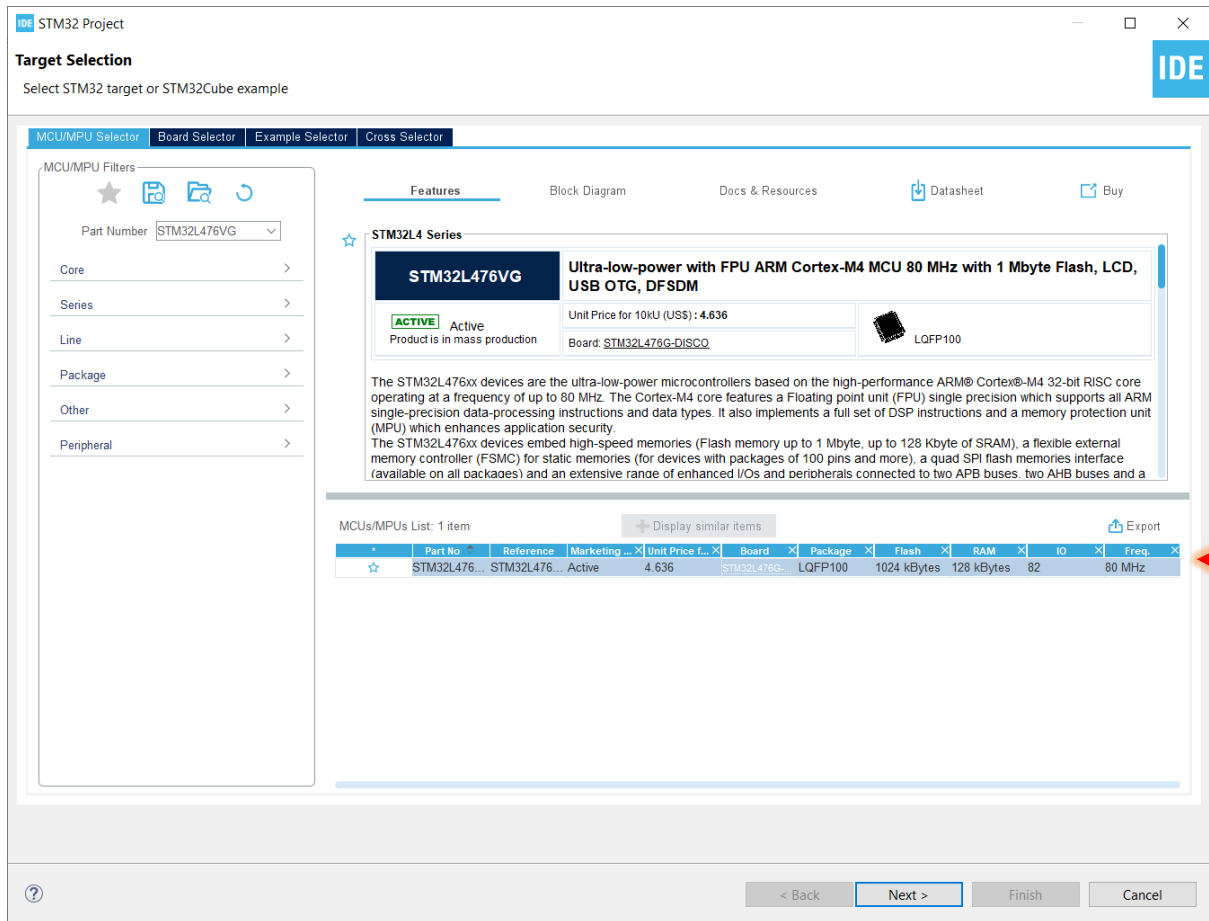 IDE STM32 Project
Target Selection
Select STM32 target or STM32Cube example
IDE
MCU/MPU Selector Board Selector Example Selector Cross Selector
MCU/MPU Filters
Part Number STM32L476VG
Core
Series
Line
Package
Other
Peripheral
Features Block Diagram Docs & Resources Datasheet Buy
STM32L4 Series
STM32L476VG
Ultra-low-power with FPU ARM Cortex-M4 MCU 80 MHz with 1 Mbyte Flash, LCD,
USB OTG, DFSDM
ACTIVE Active
Product is in mass production
Unit Price for 10kU (US$) : 4.636
Board: STM32L476G-DISCO
LQFP100
The STM32L476xx devices are the ultra-low-power microcontrollers based on the high-performance ARM® Cortex®-M4 32-bit RISC core
operating at a frequency of up to 80 MHz. The Cortex-M4 core features a Floating point unit (FPU) single precision which supports all ARM
single-precision data-processing instructions and data types. It also implements a full set of DSP instructions and a memory protection unit
(MPU) which enhances application security.
The STM32L476xx devices embed high-speed memories (Flash memory up to 1 Mbyte, up to 128 Kbyte of SRAM), a flexible external
memory controller (FSMC) for static memories (for devices with packages of 100 pins and more), a quad SPI flash memories interface
(available on all packages) and an extensive range of enhanced I/Os and peripherals connected to two APB buses, two AHB buses and a
MCUs/MPUs List: 1 item
Display similar items
Export
* Part No Reference Marketing ... X Unit Price f... X Board X Package X Flash X RAM X IO X Freq. X
STM32L476... STM32L476... Active 4.636 STM32L476G-... LQFP100 1024 kBytes 128 kBytes 82 80 MHz
?
< Back Next > Finish Cancel